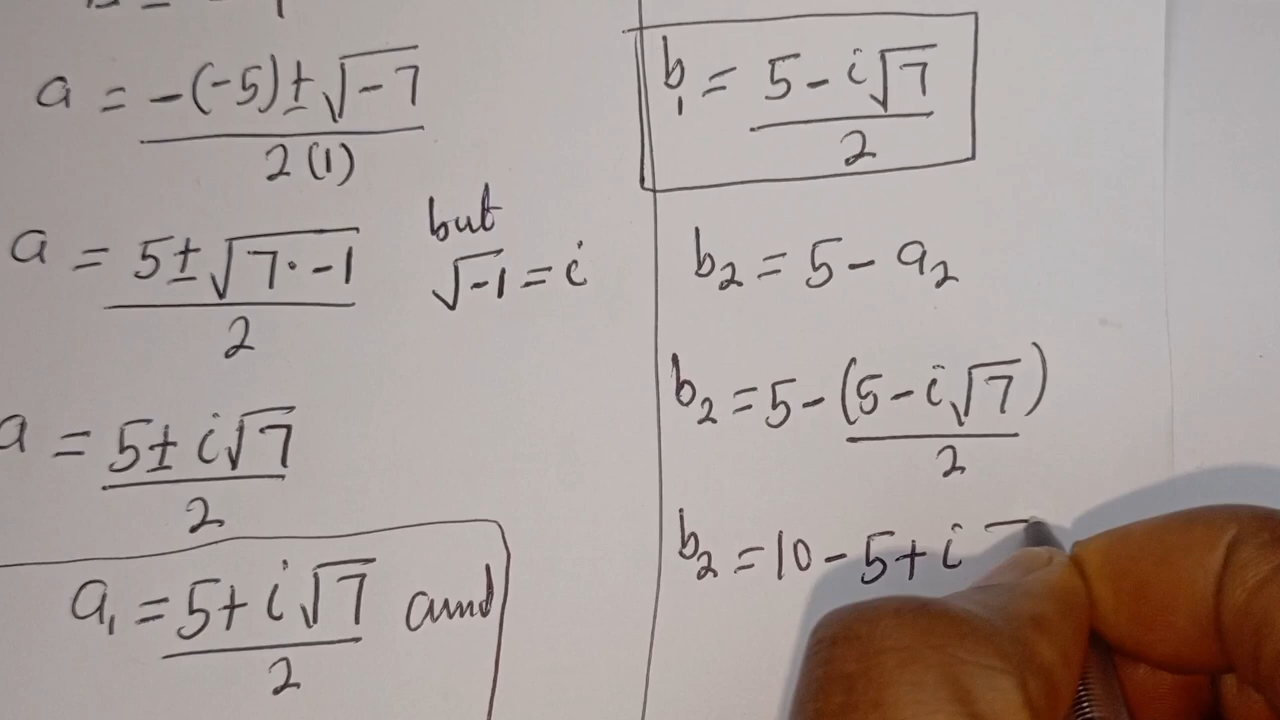 a = -(-5)±√-7
2(1)
a = 5±√7·-1
2
but
√-1 = i
a = 5±i√7
2
a₁ = 5+i√7 and
2
b₁ = 5-i√7
2
b₂ = 5-a₂
b₂ = 5-(5-i√7)
2
b₂ = 10-5+i